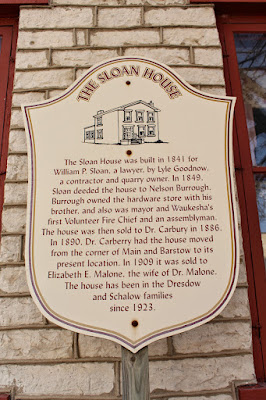 THE SLOAN HOUSE
The Sloan House was built in 1841 for
William P. Sloan, a lawyer, by Lyle Goodnow,
a contractor and quarry owner. In 1849,
Sloan deeded the house to Nelson Burrough.
Burrough owned the hardware store with his
brother, and also was mayor and Waukesha's
first Volunteer Fire Chief and an assemblyman.
The house was then sold to Dr. Carbury in 1886.
In 1890, Dr. Carberry had the house moved
from the corner of Main and Barstow to its
present location. In 1909 it was sold to
Elizabeth E. Malone, the wife of Dr. Malone.
The house has been in the Dresdow
and Schalow families
since 1923.